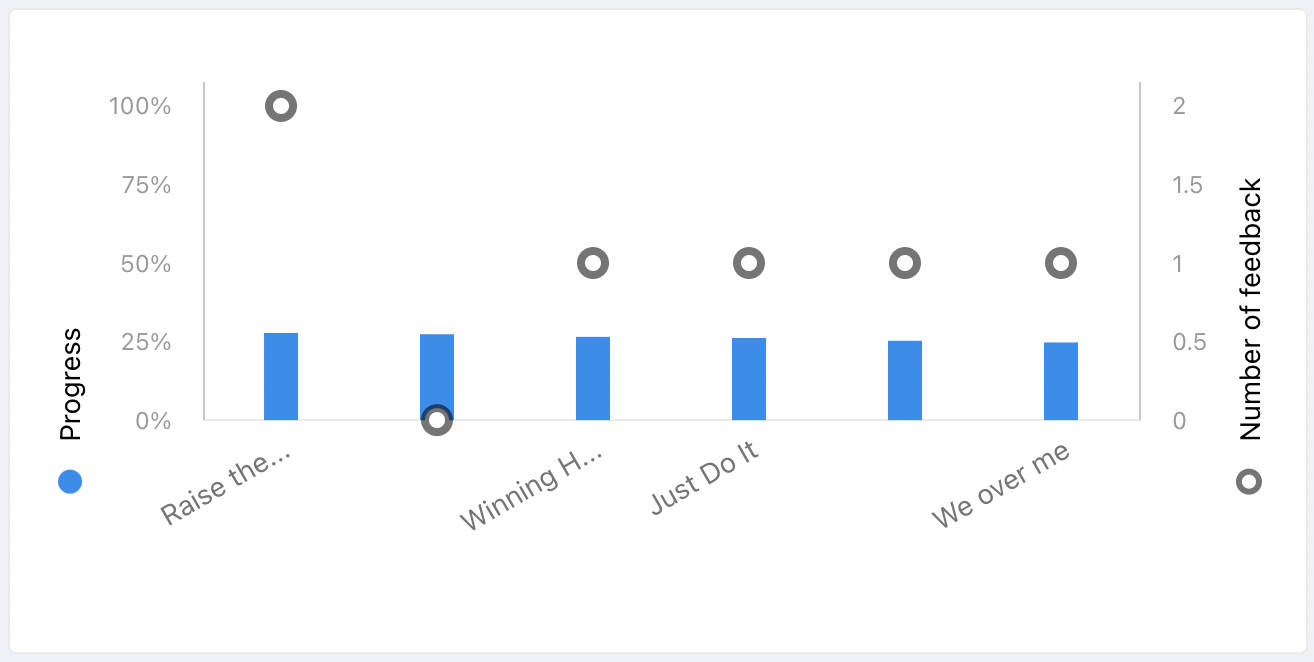 100%
75%
50%
25%
0%
2
1.5
1
0.5
0
Progress
Number of feedback
Raise the...
Winning H...
Just Do It
We over me